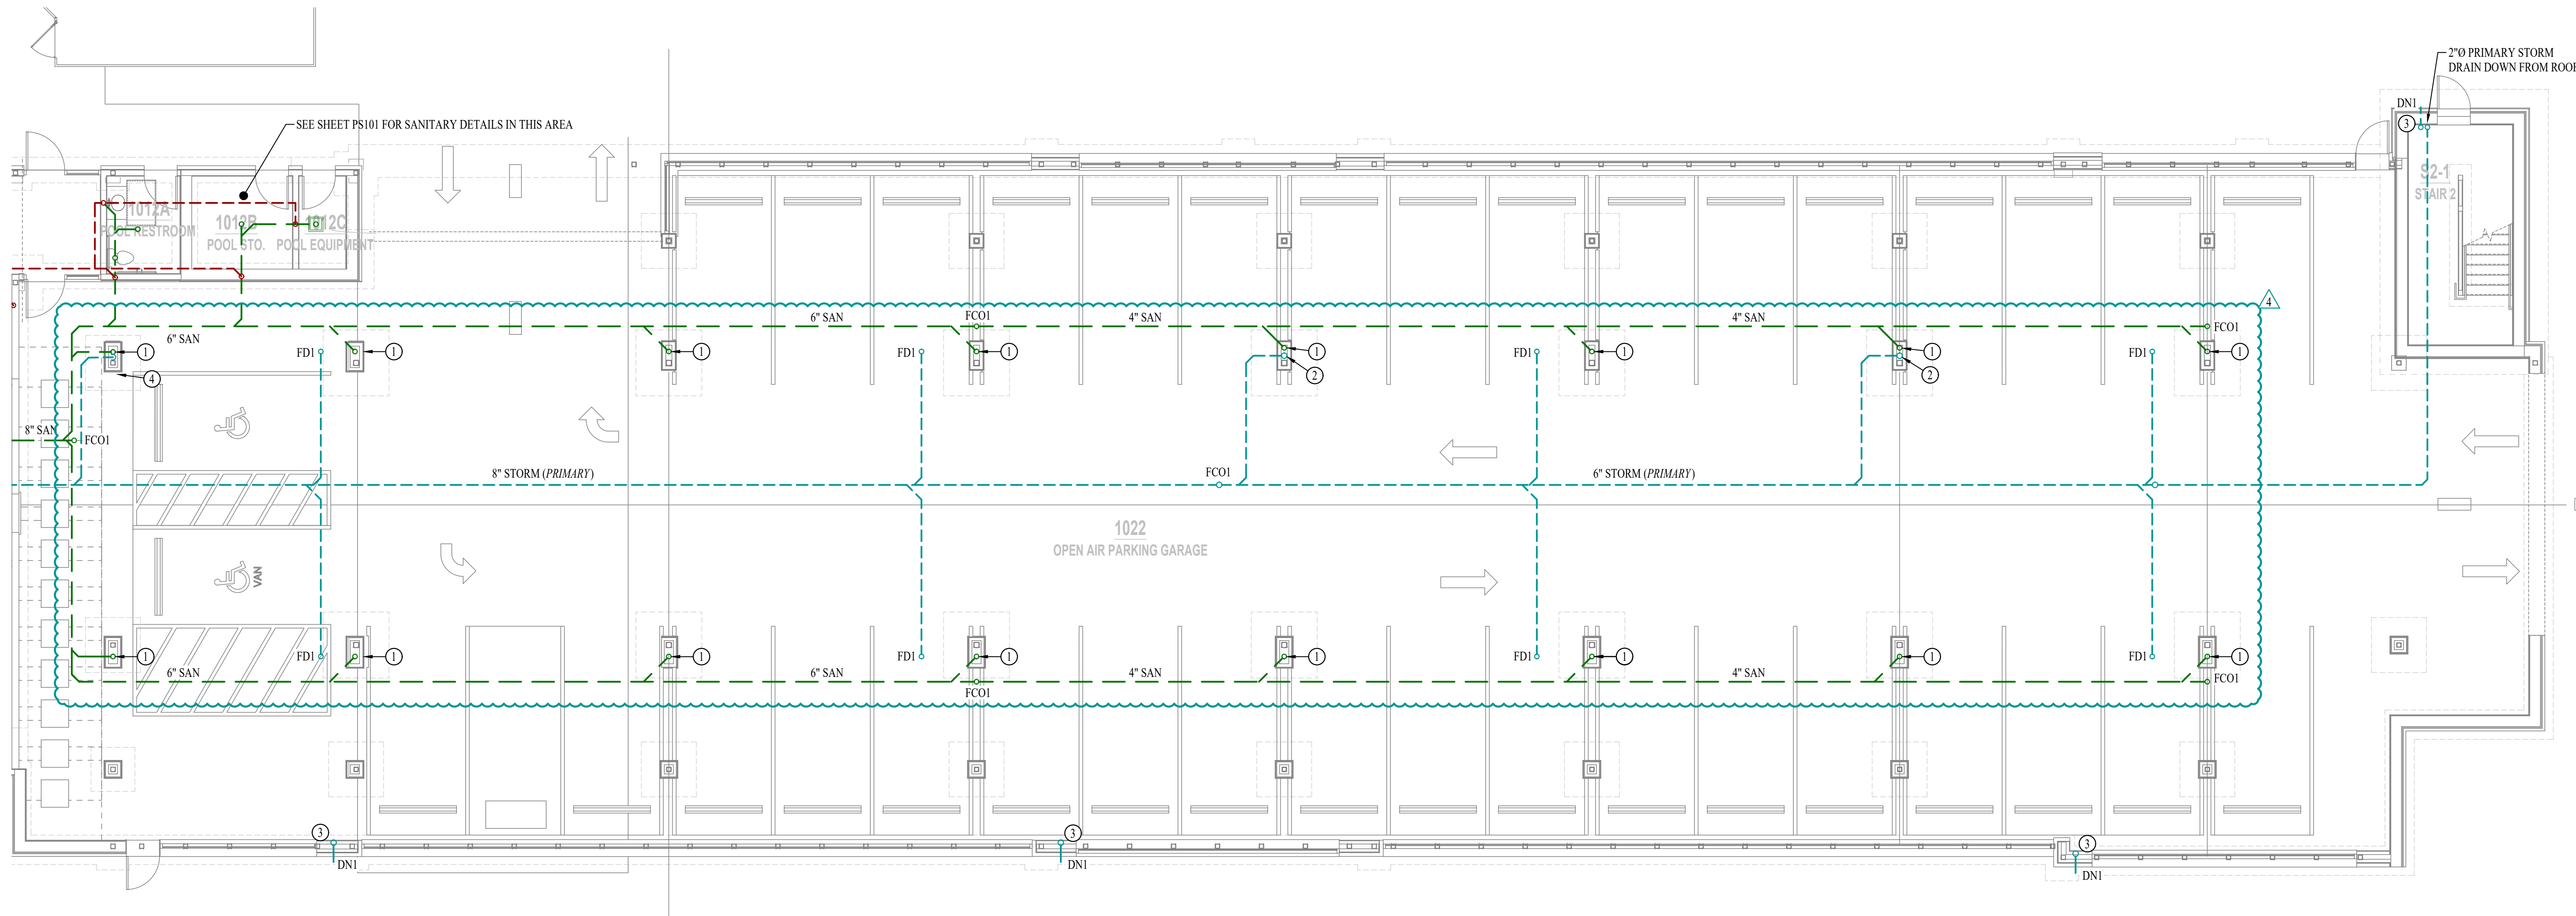 2"Ø PRIMARY STORM
DRAIN DOWN FROM ROOF
DN1
3
SEE SHEET PS101 FOR SANITARY DETAILS IN THIS AREA
S2-1
STAIR 2
1012A
POOL RESTROOM
1012B
POOL STO.
1012C
POOL EQUIPMENT
4
6" SAN
FCO1
4" SAN
4" SAN
FCO1
6" SAN
1
FD1
1
1
FD1
1
1
FD1
1
1
FD1
1
4
2
2
8" SAN
FCO1
8" STORM (PRIMARY)
FCO1
6" STORM (PRIMARY)
1022
OPEN AIR PARKING GARAGE
VAN
1
FD1
1
1
FD1
1
1
FD1
1
1
FD1
1
6" SAN
6" SAN
FCO1
4" SAN
4" SAN
FCO1
3
DN1
3
DN1
3
DN1